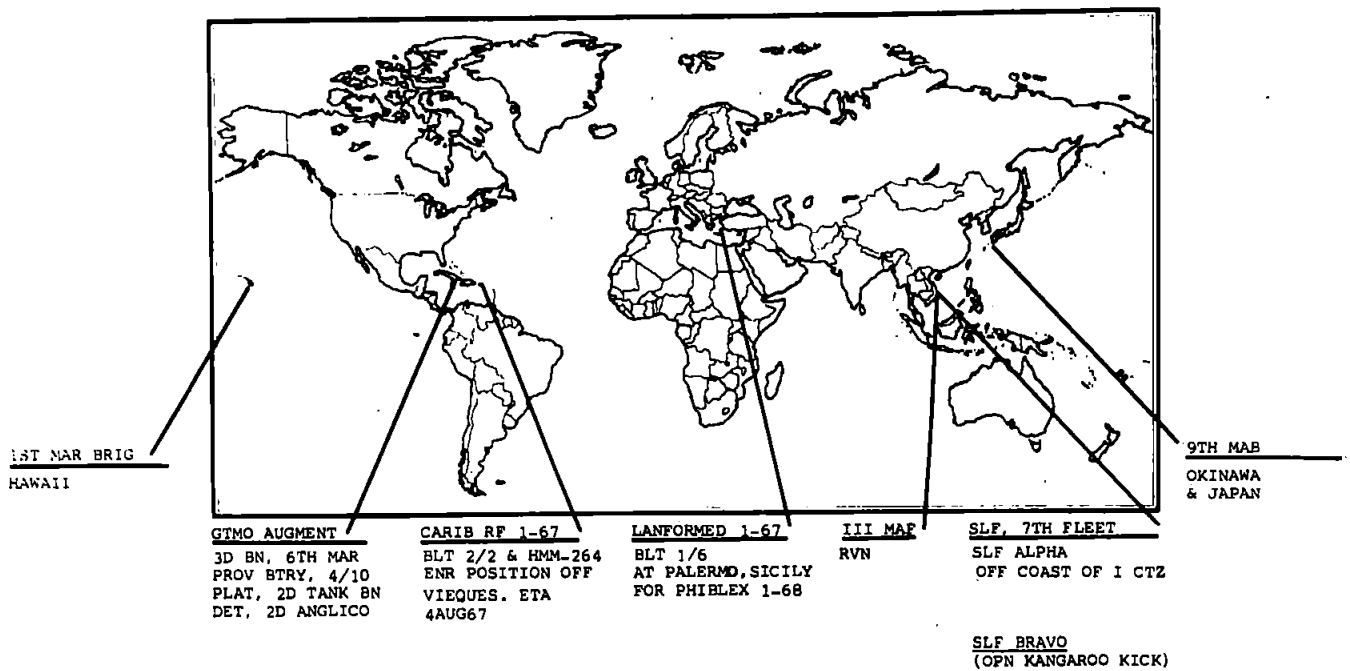 1ST MAR BRIG
HAWAII
9TH MAB
OKINAWA
& JAPAN
GTMO AUGMENT
3D BN, 6TH MAR
PROV BTRY, 4/10
PLAT, 2D TANK BN
DET, 2D ANGLICO
CARIB RF 1-67
BLT 2/2 & HMM-264
ENR POSITION OFF
VIEQUES. ETA
4AUG67
LANFORMED 1-67
BLT 1/6
AT PALERMO, SICILY
FOR PHIBLEX 1-68
III MAF
RVN
SLF, 7TH FLEET
SLF ALPHA
OFF COAST OF I CTZ
SLF BRAVO
(OPN KANGAROO KICK)